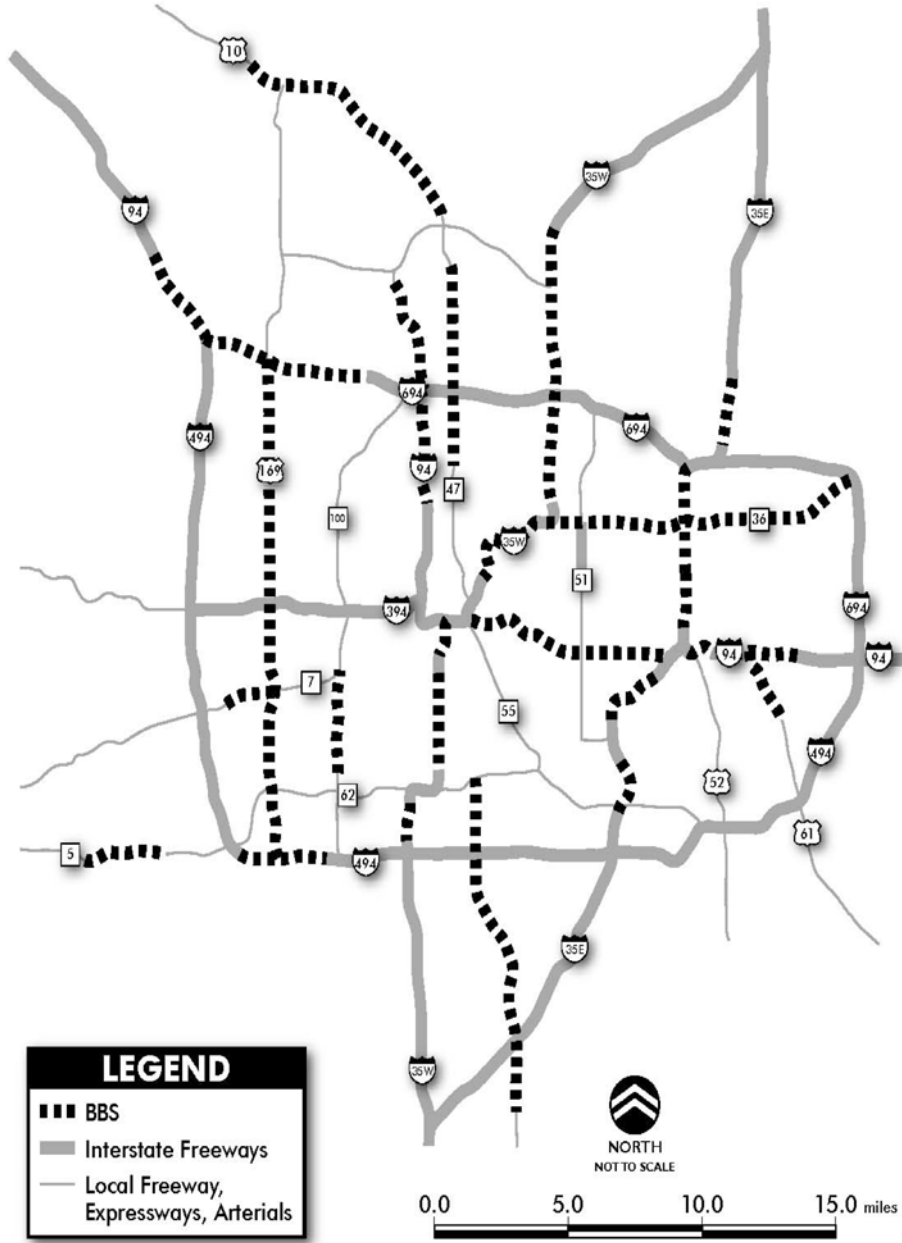 10
35W
94
35E
694
694
494
169
94
47
100
36
35W
51
394
694
94
94
7
55
494
52
62
61
5
494
35E
35W
LEGEND
BBS
Interstate Freeways
Local Freeway,
Expressways, Arterials
NORTH
NOT TO SCALE
0.0 5.0 10.0 15.0 miles